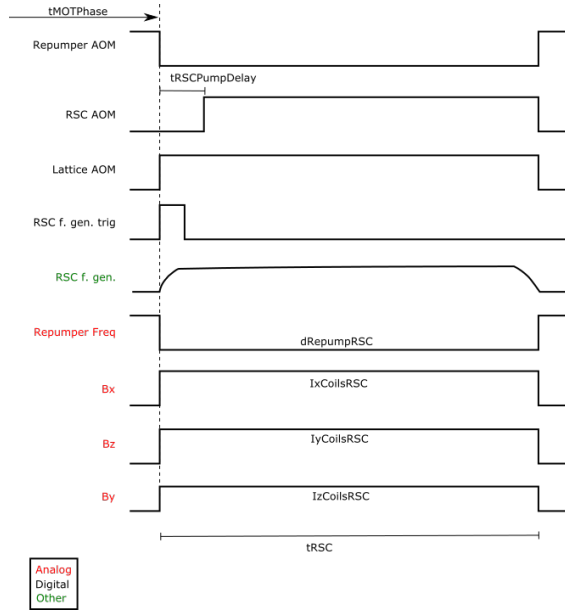 tMOTPhase
Repumper AOM
tRSCPumpDelay
RSC AOM
Lattice AOM
RSC f. gen. trig
RSC f. gen.
Repumper Freq
dRepumpRSC
Bx
IxCoilsRSC
Bz
IyCoilsRSC
By
IzCoilsRSC
tRSC
Analog
Digital
Other